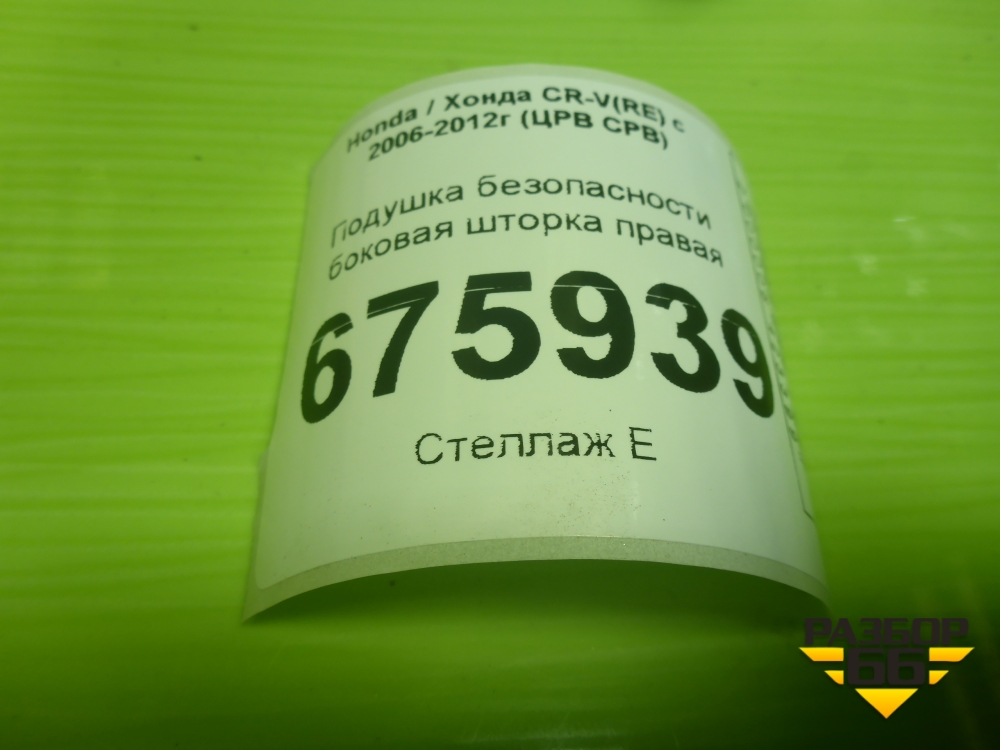 Honda / Хонда CR-V(RE) с
2006-2012г (ЦРВ СРВ)
Подушка безопасности
боковая шторка правая
675939
Стеллаж Е
РАЗБОР
66